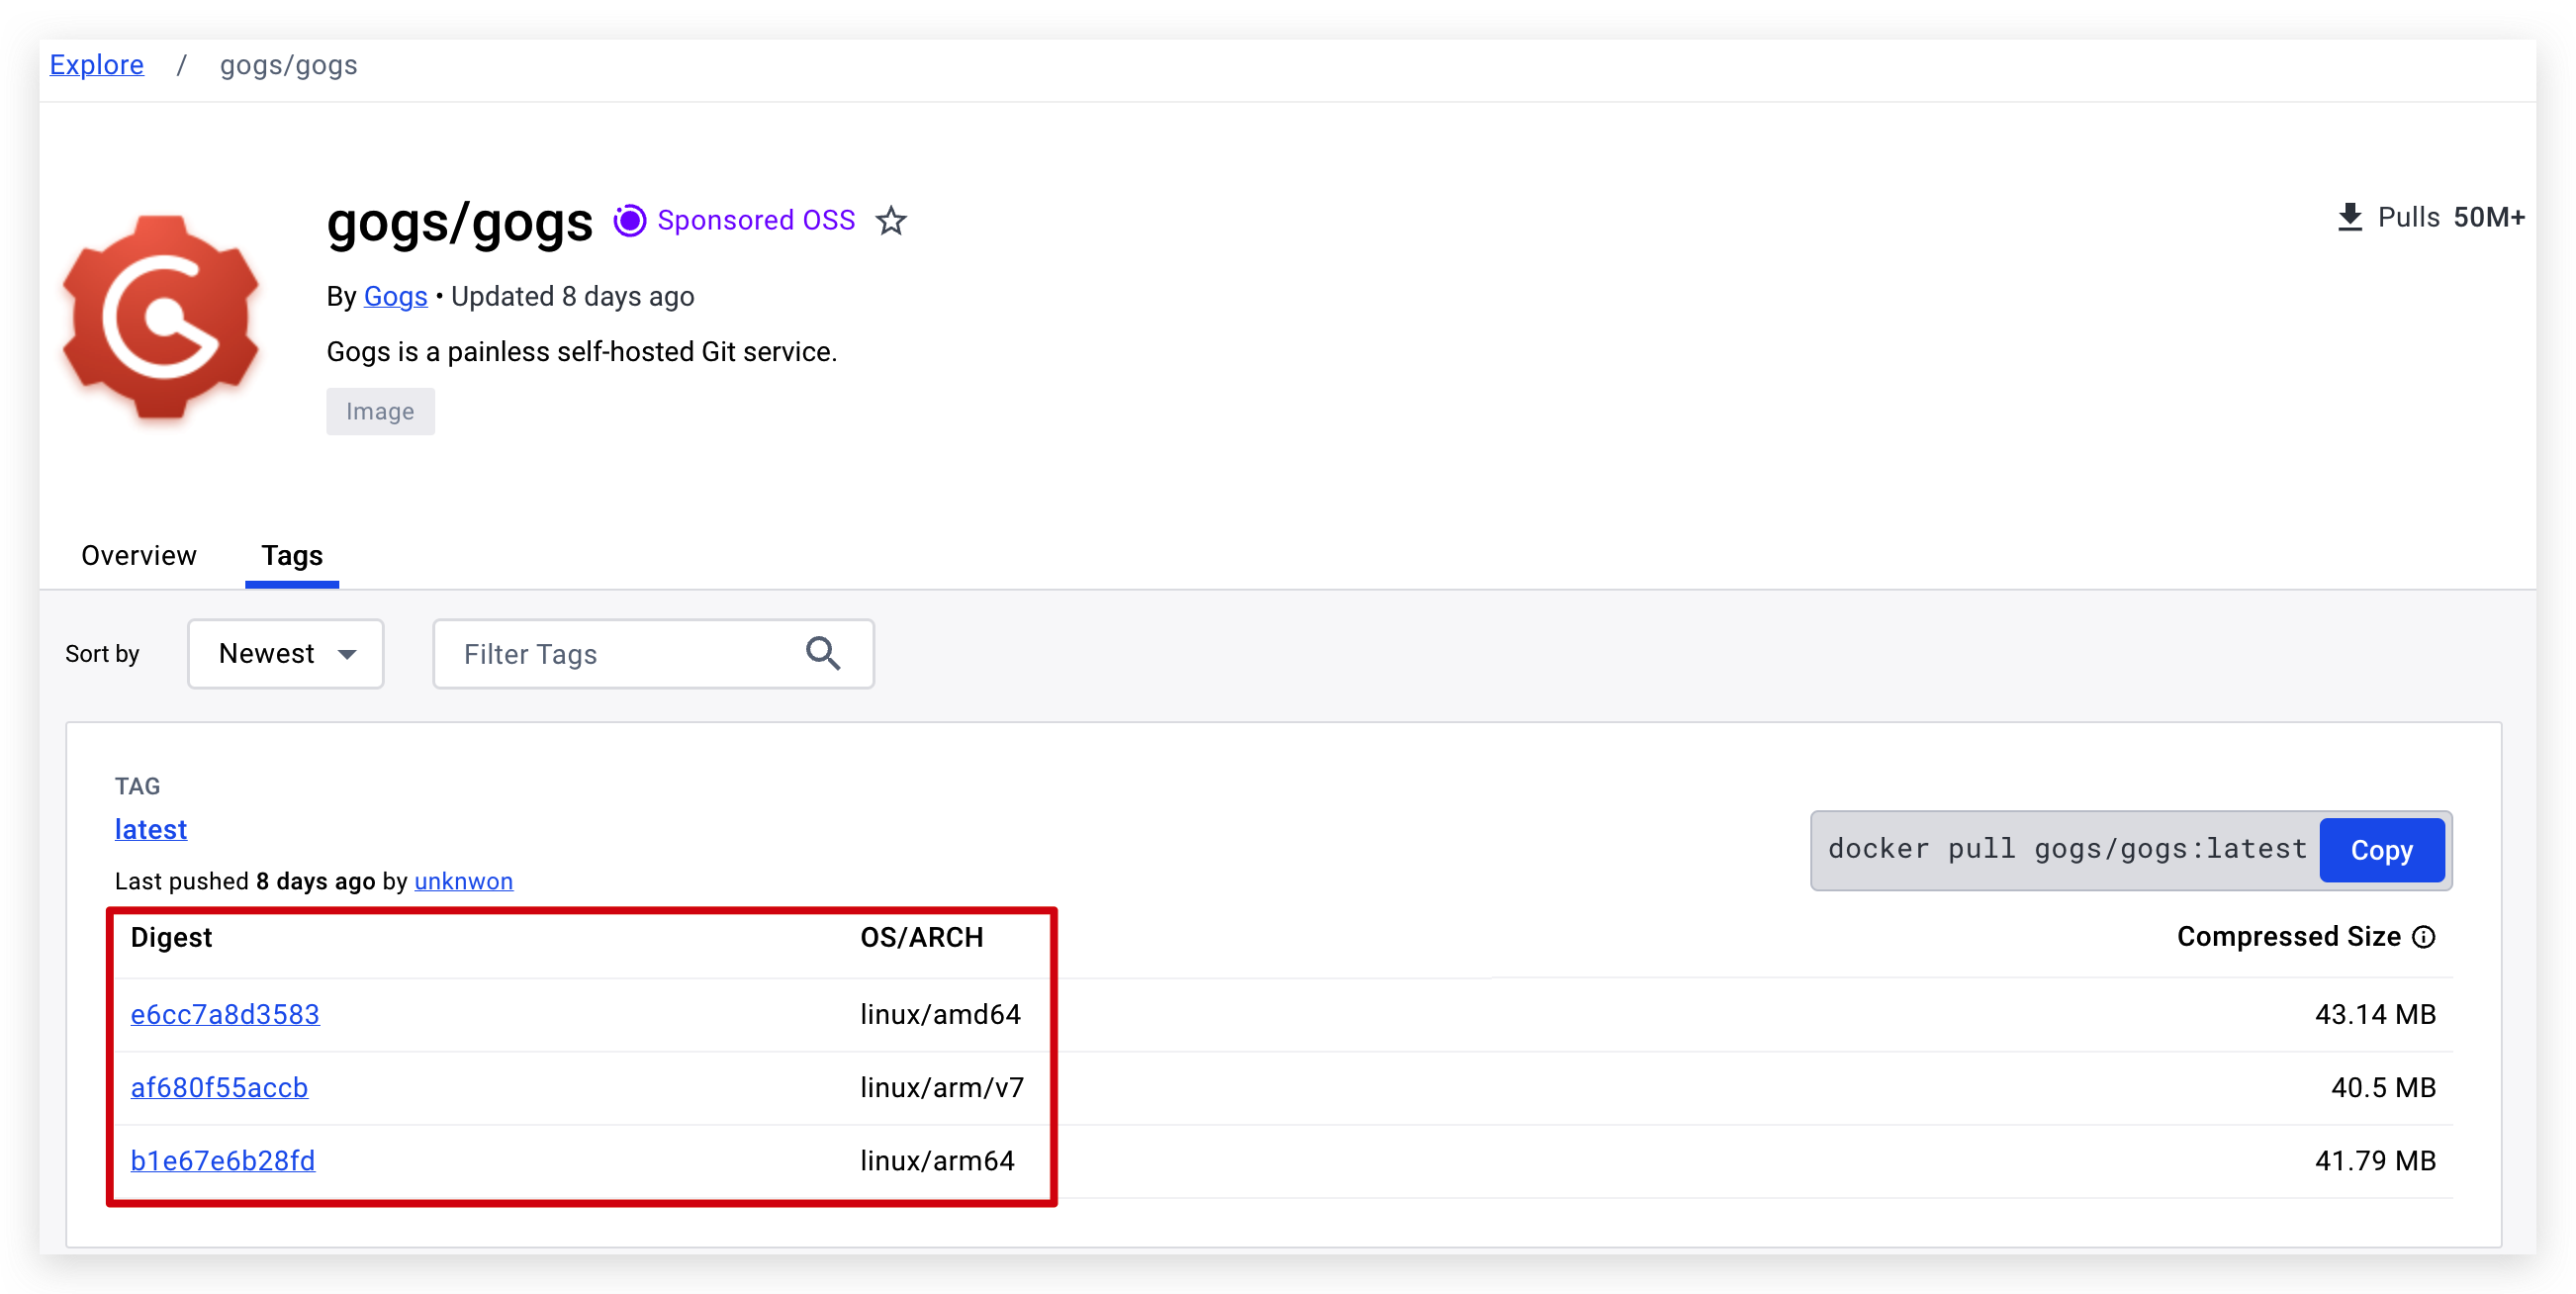 Explore / gogs/gogs
gogs/gogs Sponsored OSS
Pulls 50M+
By Gogs • Updated 8 days ago
Gogs is a painless self-hosted Git service.
Image
Overview Tags
Sort by Newest Filter Tags
TAG
latest
docker pull gogs/gogs:latest Copy
Last pushed 8 days ago by unknwon
Digest OS/ARCH Compressed Size
e6cc7a8d3583 linux/amd64 43.14 MB
af680f55accb linux/arm/v7 40.5 MB
b1e67e6b28fd linux/arm64 41.79 MB